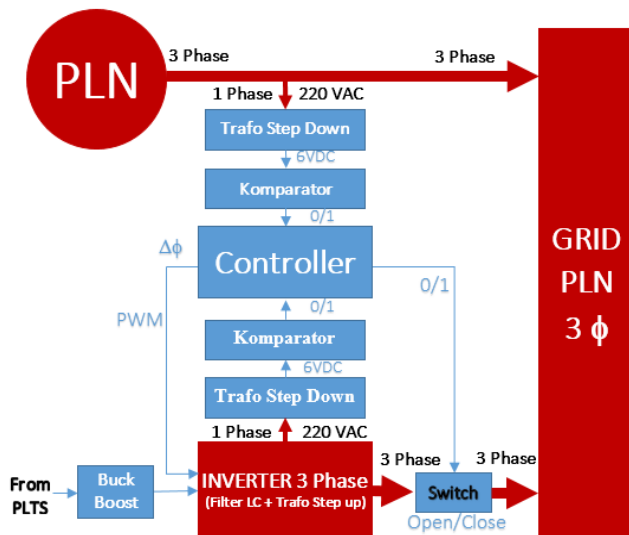 PLN
3 Phase
3 Phase
1 Phase
220 VAC
Trafo Step Down
6VDC
Komparator
0/1
Δϕ
Controller
0/1
0/1
PWM
Komparator
6VDC
Trafo Step Down
1 Phase
220 VAC
GRID
PLN
3 ϕ
From
PLTS
Buck
Boost
INVERTER 3 Phase
(Filter LC + Trafo Step up)
3 Phase
3 Phase
Switch
Open/Close